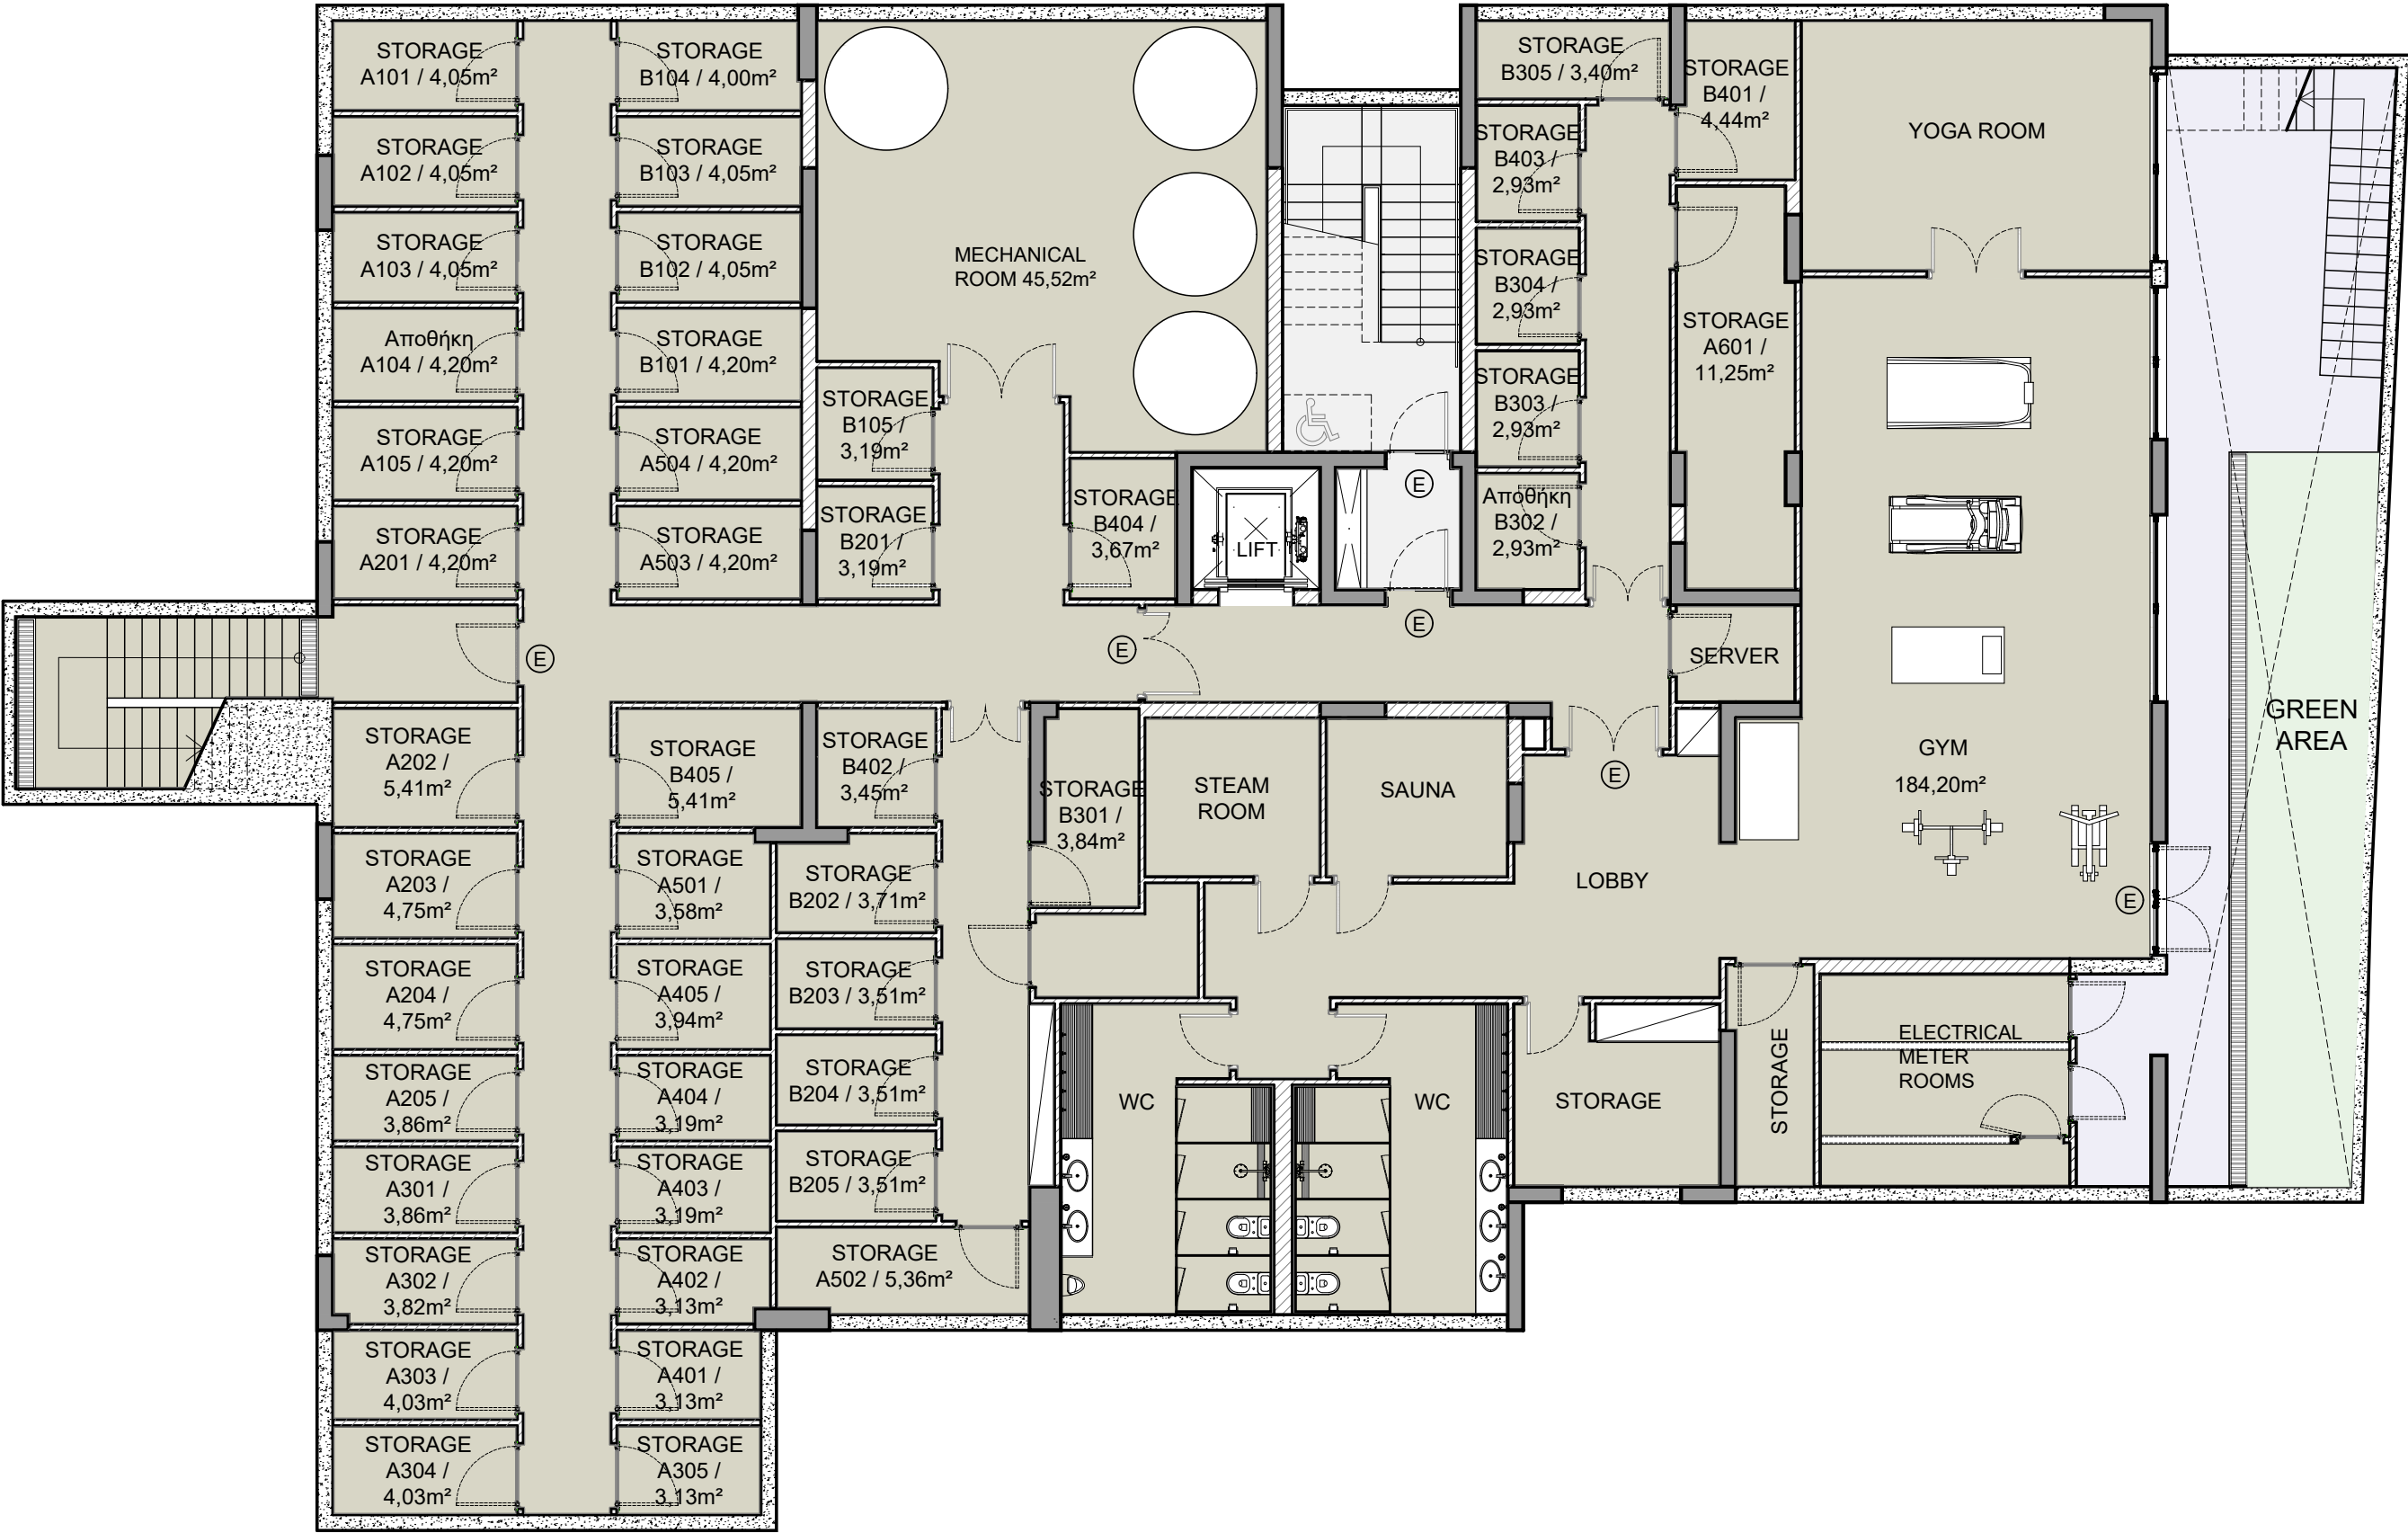 STORAGE
A101 / 4,05m²
STORAGE
B104 / 4,00m²
STORAGE
A102 / 4,05m²
STORAGE
B103 / 4,05m²
STORAGE
A103 / 4,05m²
STORAGE
B102 / 4,05m²
Αποθήκη
A104 / 4,20m²
STORAGE
B101 / 4,20m²
STORAGE
A105 / 4,20m²
STORAGE
A504 / 4,20m²
STORAGE
A201 / 4,20m²
STORAGE
A503 / 4,20m²
MECHANICAL
ROOM 45,52m²
STORAGE
B105 /
3,19m²
STORAGE
B201 /
3,19m²
STORAGE
B404 /
3,67m²
LIFT
STORAGE
B305 / 3,40m²
STORAGE
B401 /
4,44m²
STORAGE
B403 /
2,93m²
STORAGE
B304 /
2,93m²
STORAGE
B303 /
2,93m²
Αποθήκη
B302 /
2,93m²
STORAGE
A601 /
11,25m²
YOGA ROOM
E
E
E
E
SERVER
STORAGE
A202 /
5,41m²
STORAGE
B405 /
5,41m²
STORAGE
B402 /
3,45m²
STORAGE
B301 /
3,84m²
STEAM
ROOM
SAUNA
E
GYM
184,20m²
GREEN
AREA
STORAGE
A203 /
4,75m²
STORAGE
A501 /
3,58m²
STORAGE
B202 / 3,71m²
LOBBY
E
STORAGE
A204 /
4,75m²
STORAGE
A405 /
3,94m²
STORAGE
B203 / 3,51m²
STORAGE
A205 /
3,86m²
STORAGE
A404 /
3,19m²
STORAGE
B204 / 3,51m²
WC
WC
STORAGE
STORAGE
ELECTRICAL
METER
ROOMS
STORAGE
A301 /
3,86m²
STORAGE
A403 /
3,19m²
STORAGE
B205 / 3,51m²
STORAGE
A302 /
3,82m²
STORAGE
A402 /
3,13m²
STORAGE
A502 / 5,36m²
STORAGE
A303 /
4,03m²
STORAGE
A401 /
3,13m²
STORAGE
A304 /
4,03m²
STORAGE
A305 /
3,13m²